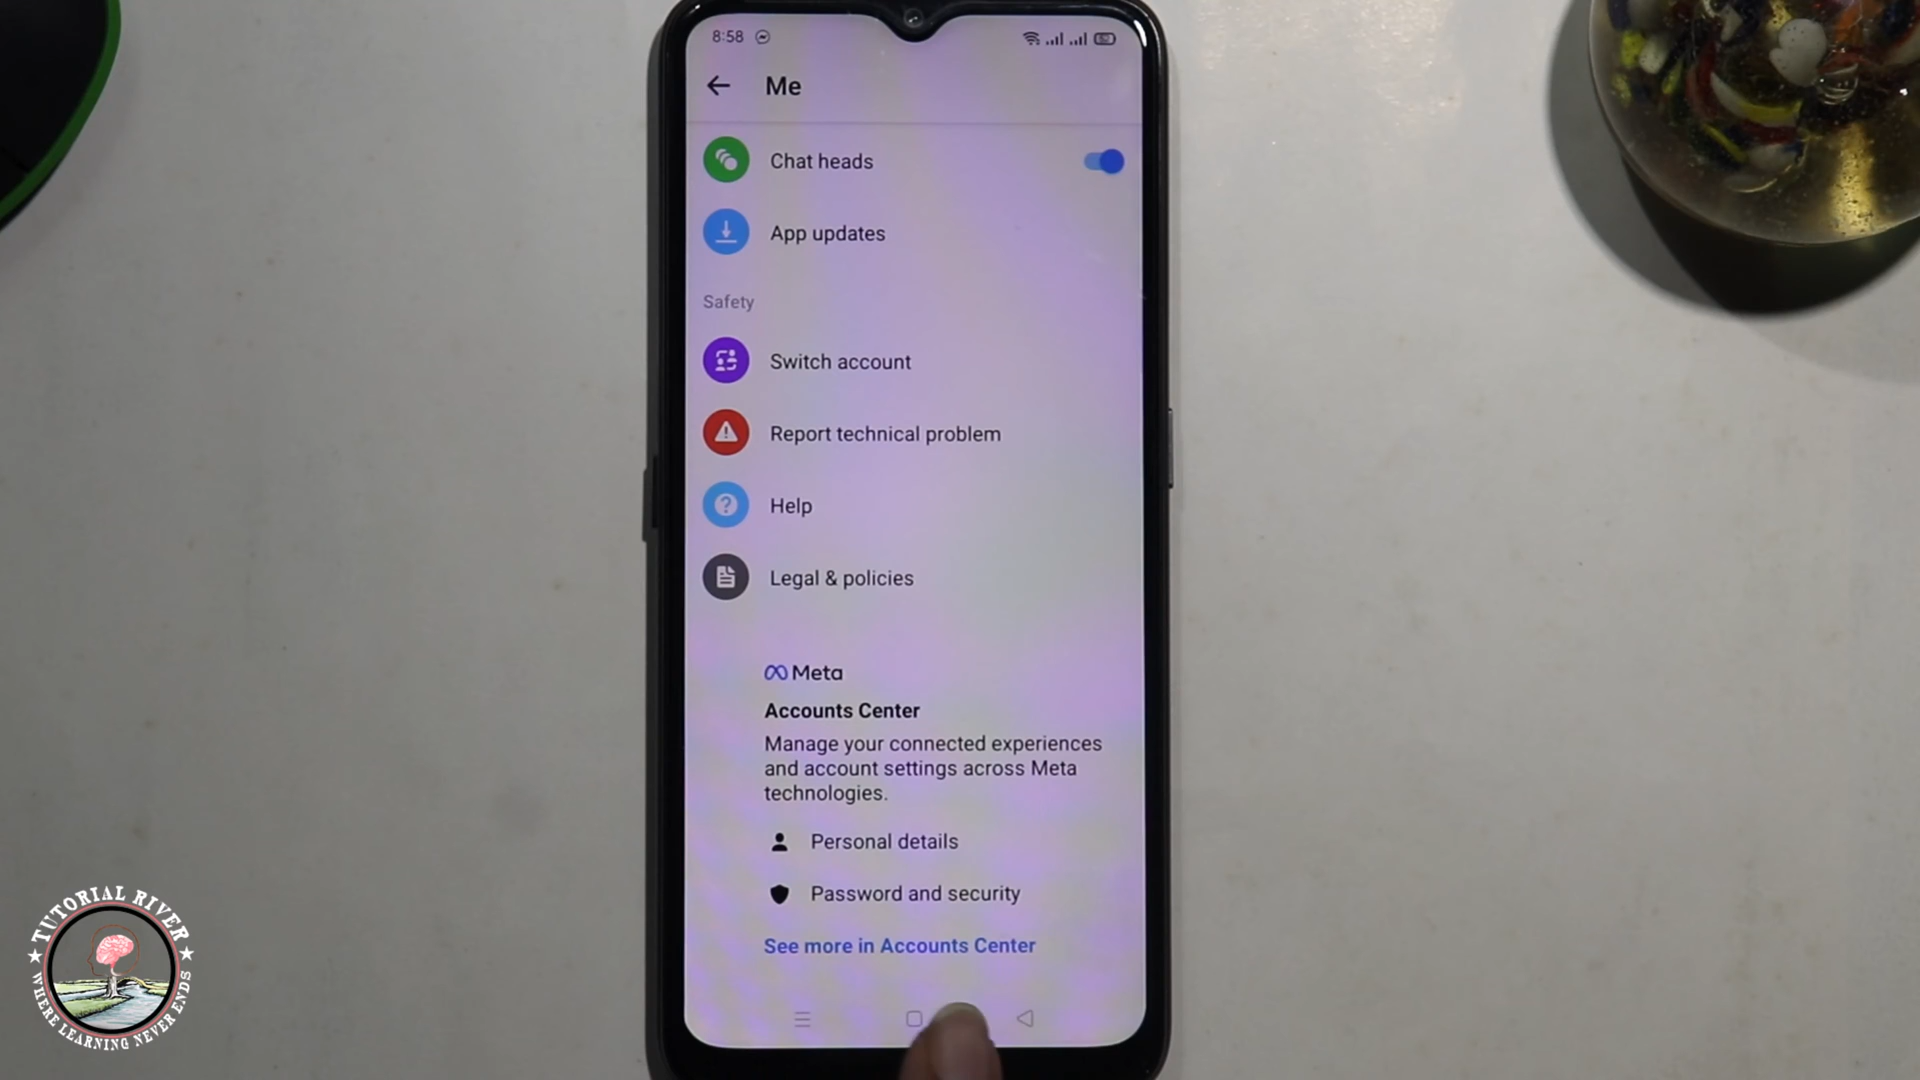 8:58
Me
Chat heads
App updates
Safety
Switch account
Report technical problem
Help
Legal & policies
Meta
Accounts Center
Manage your connected experiences
and account settings across Meta
technologies.
Personal details
Password and security
See more in Accounts Center
TUTORIAL RIVER
WHERE LEARNING NEVER ENDS